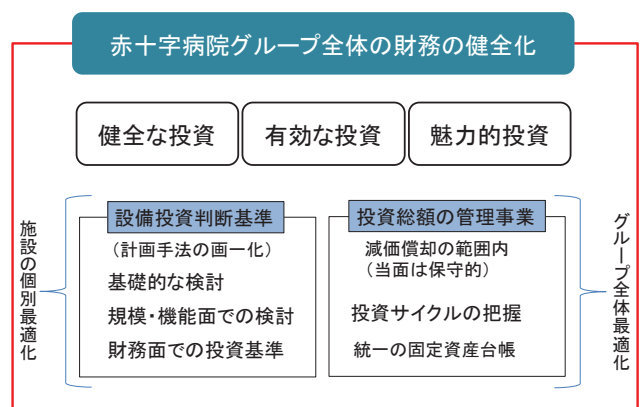 赤十字病院グループ全体の財務の健全化
健全な投資
有効な投資
魅力的投資
施設の個別最適化
設備投資判断基準
(計画手法の画一化)
基礎的な検討
規模・機能面での検討
財務面での投資基準
投資総額の管理事業
減価償却の範囲内
(当面は保守的)
投資サイクルの把握
統一の固定資産台帳
グループ全体最適化